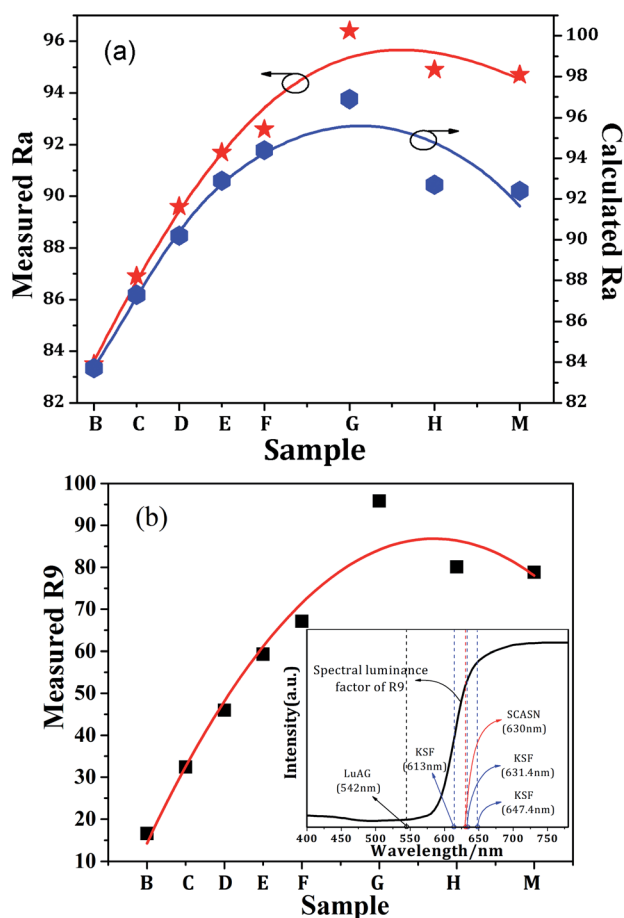 (a)
Measured Ra
96
94
92
90
88
86
84
82
Calculated Ra
100
98
96
94
92
90
88
86
84
82
B C D E F G H M
Sample
(b)
Measured R9
100
90
80
70
60
50
40
30
20
10
Intensity(a.u.)
Spectral luminance
factor of R9
SCASN
(630nm)
KSF
(613nm)
KSF
(631.4nm)
LuAG
(542nm)
KSF
(647.4nm)
400 450 500 550 600 650 700 750
Wavelength/nm
B C D E F G H M
Sample